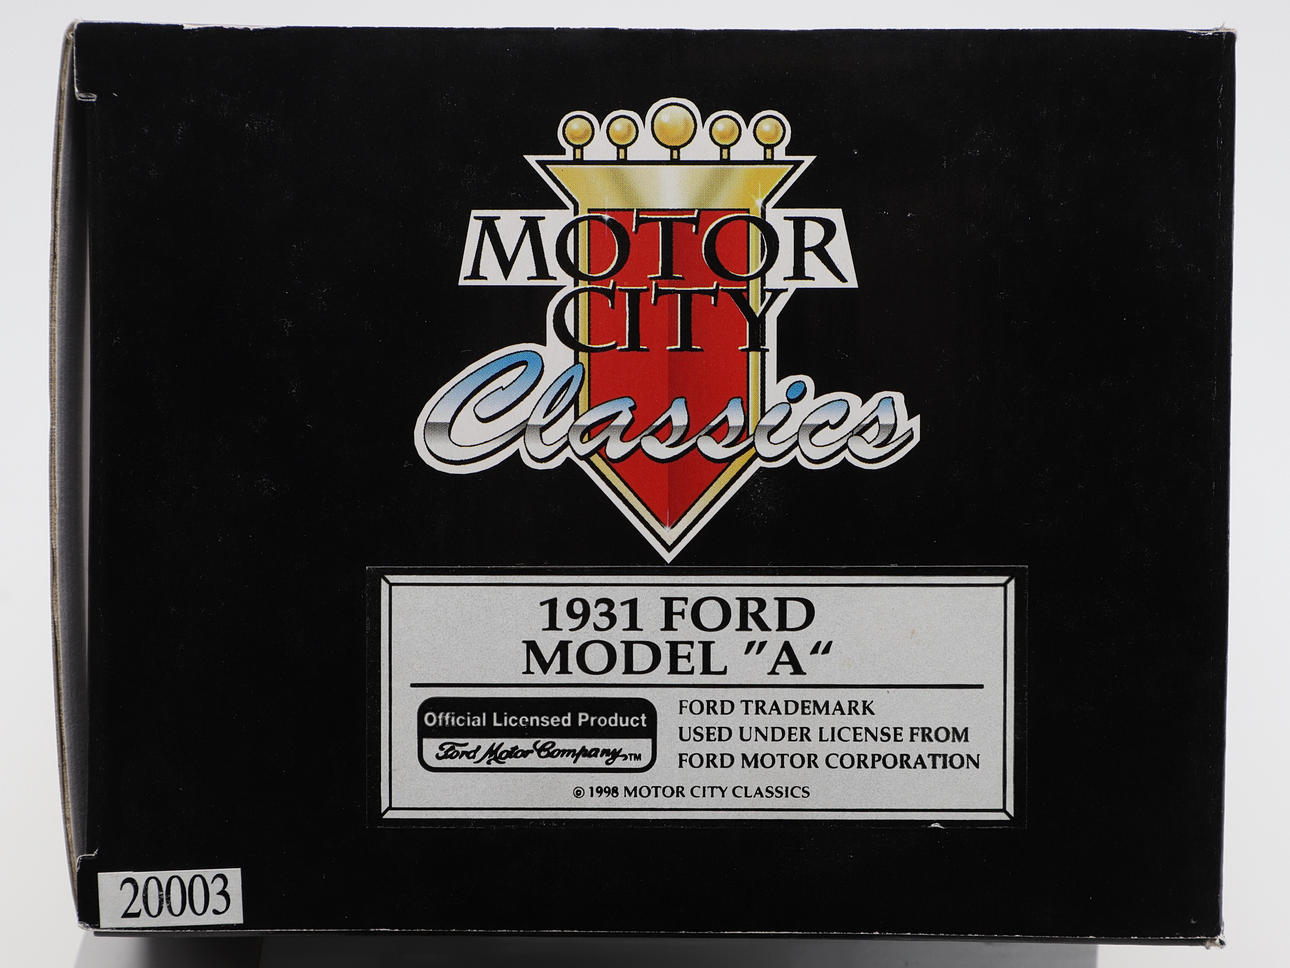 MOTOR
CITY
Classics
1931 FORD
MODEL "A"
Official Licensed Product
Ford Motor Company™
FORD TRADEMARK
USED UNDER LICENSE FROM
FORD MOTOR CORPORATION
© 1998 MOTOR CITY CLASSICS
20003